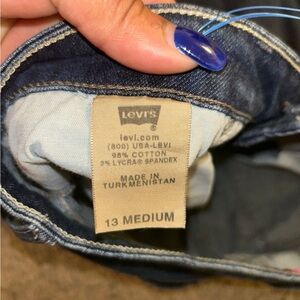 LEVI'S
®
levi.com
(800) USA-LEVI
98% COTTON
2% LYCRA® SPANDEX
MADE IN
TURKMENISTAN
13 MEDIUM